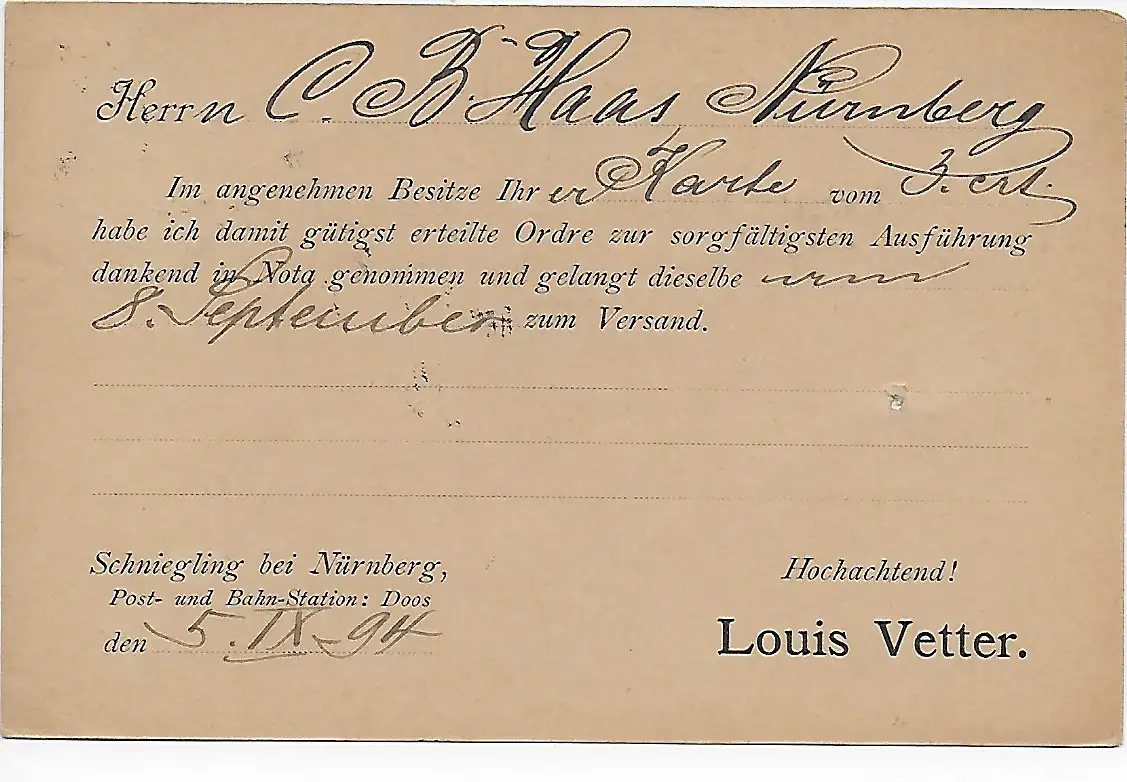 Herrn C. B. Haas, Nürnberg
Im angenehmen Besitze Ihrer Karte vom 3. crt.
habe ich damit gütigst erteilte Ordre zur sorgfältigsten Ausführung
dankend in Nota genommen und gelangt dieselbe um
8. September zum Versand.
Schniegling bei Nürnberg,
Post- und Bahn-Station: Doos
den 5. IX - 94
Hochachtend!
Louis Vetter.